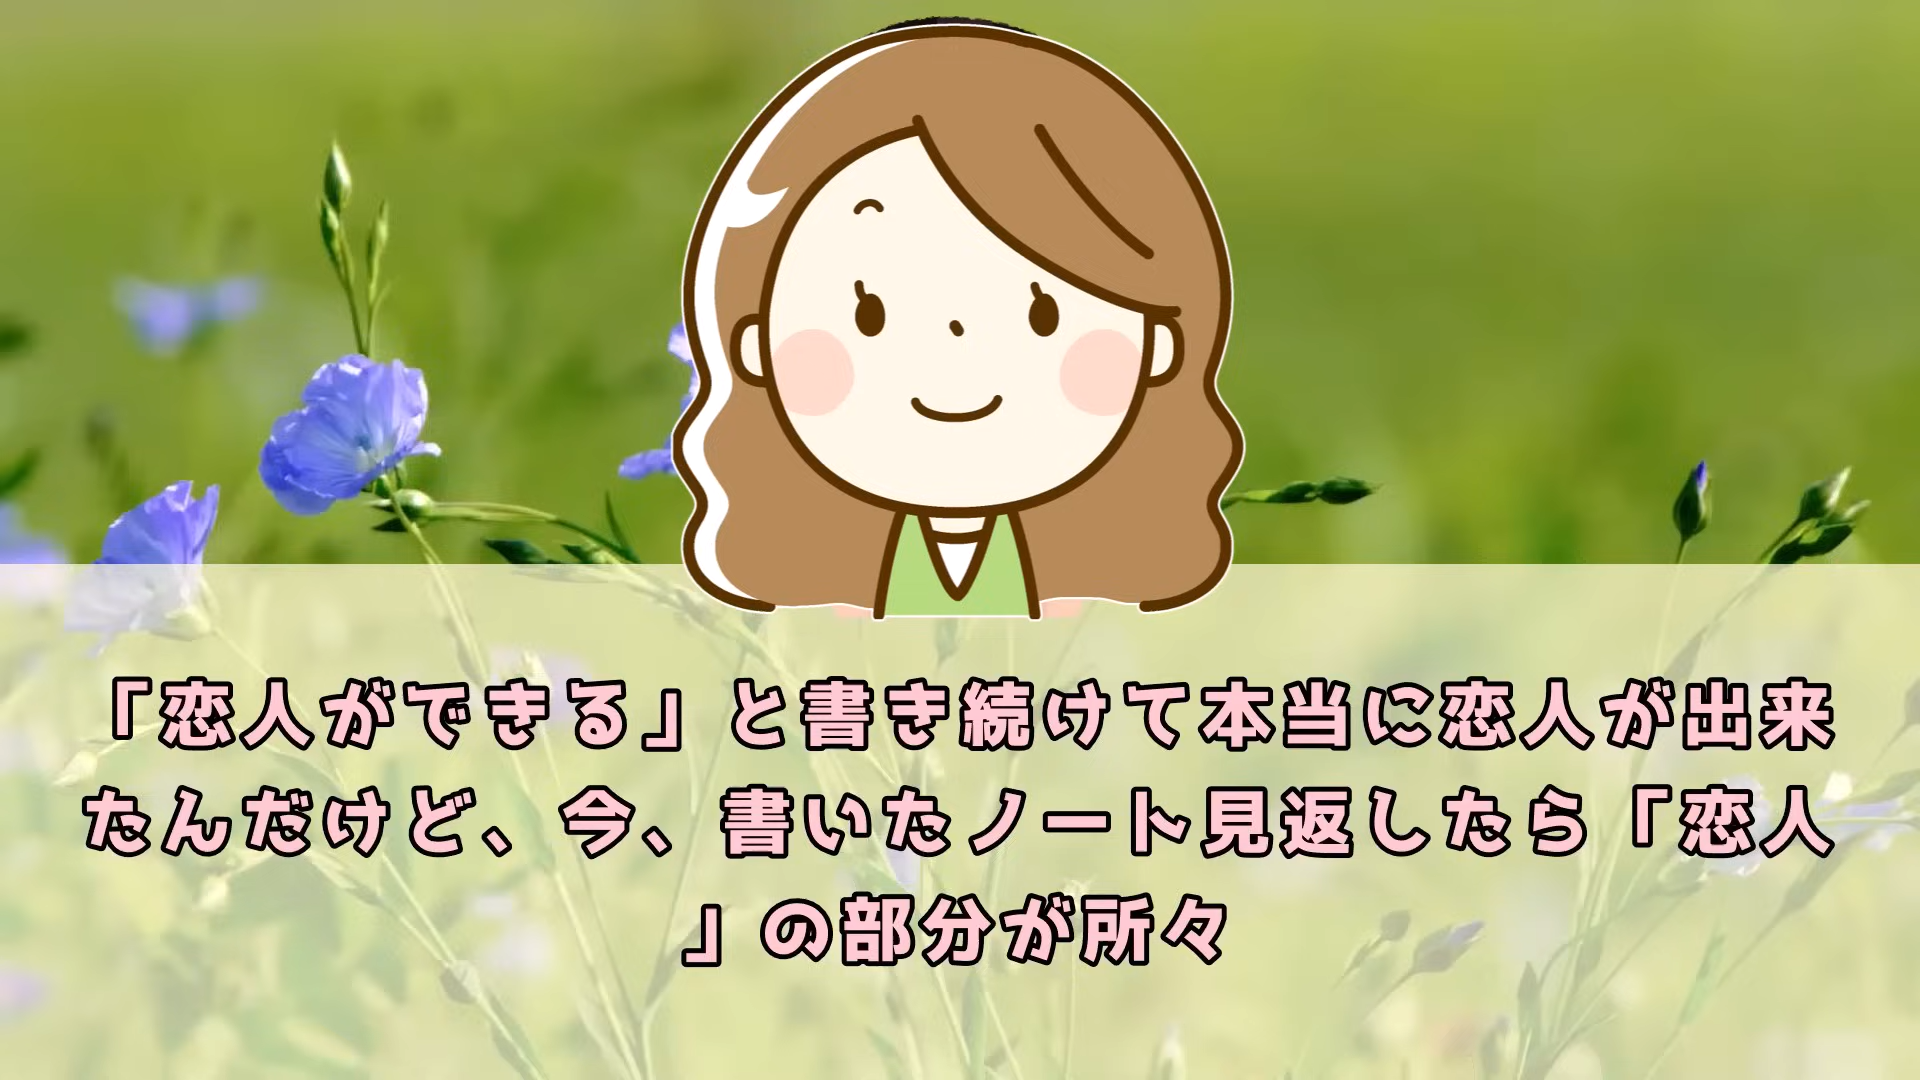 「恋人ができる」と書き続けて本当に恋人が出来
たんだけど、今、書いたノート見返したら「恋人
」の部分が所々